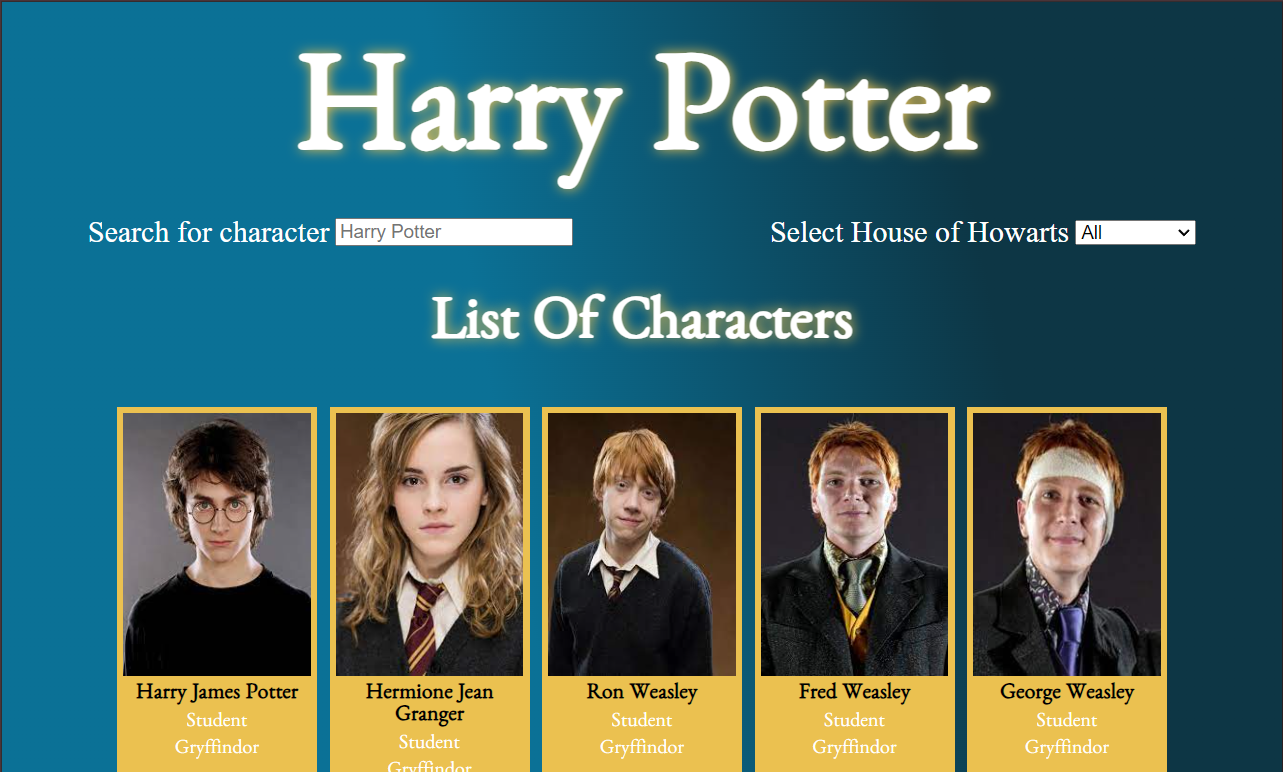 Harry Potter
Search for character Harry Potter Select House of Howarts All
List Of Characters
Harry James Potter
Student
Gryffindor
Hermione Jean
Granger
Student
Gryffindor
Ron Weasley
Student
Gryffindor
Fred Weasley
Student
Gryffindor
George Weasley
Student
Gryffindor